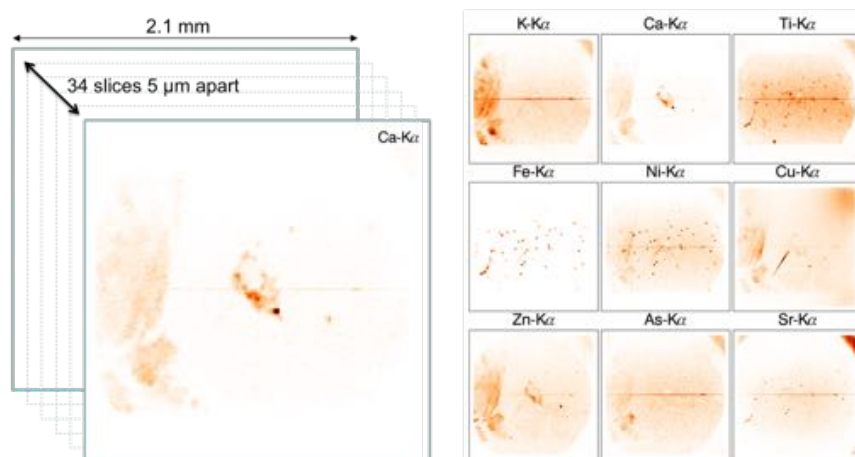 2.1 mm
34 slices 5 μm apart
Ca-Kα
K-Kα
Ca-Kα
Ti-Kα
Fe-Kα
Ni-Kα
Cu-Kα
Zn-Kα
As-Kα
Sr-Kα